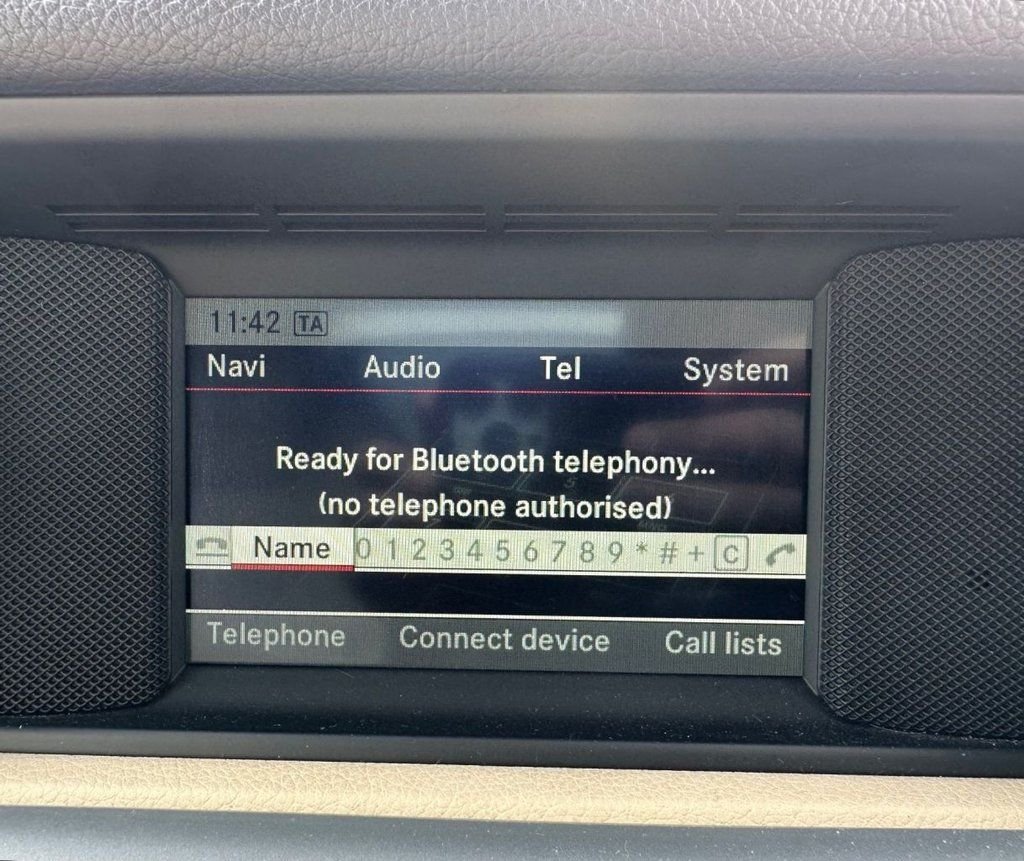 11:42 TA
Navi Audio Tel System
Ready for Bluetooth telephony...
(no telephone authorised)
Name 0 1 2 3 4 5 6 7 8 9 * # + C
Telephone Connect device Call lists